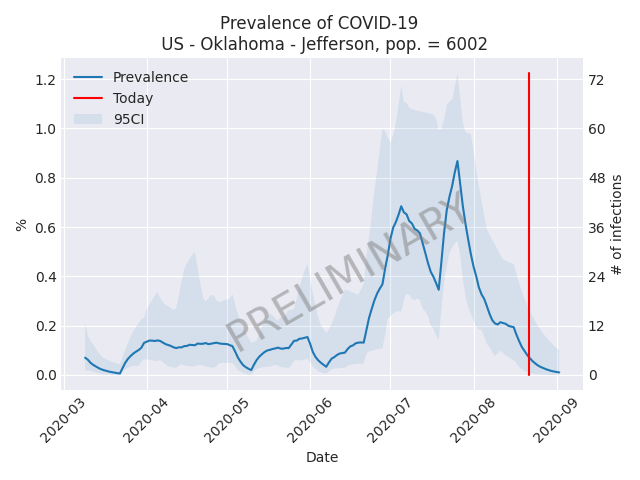 Prevalence of COVID-19
US - Oklahoma - Jefferson, pop. = 6002
Prevalence
Today
95CI
1.2
1.0
0.8
0.6
0.4
0.2
0.0
%
72
60
48
36
24
12
0
# of infections
PRELIMINARY
2020-03
2020-04
2020-05
2020-06
2020-07
2020-08
2020-09
Date